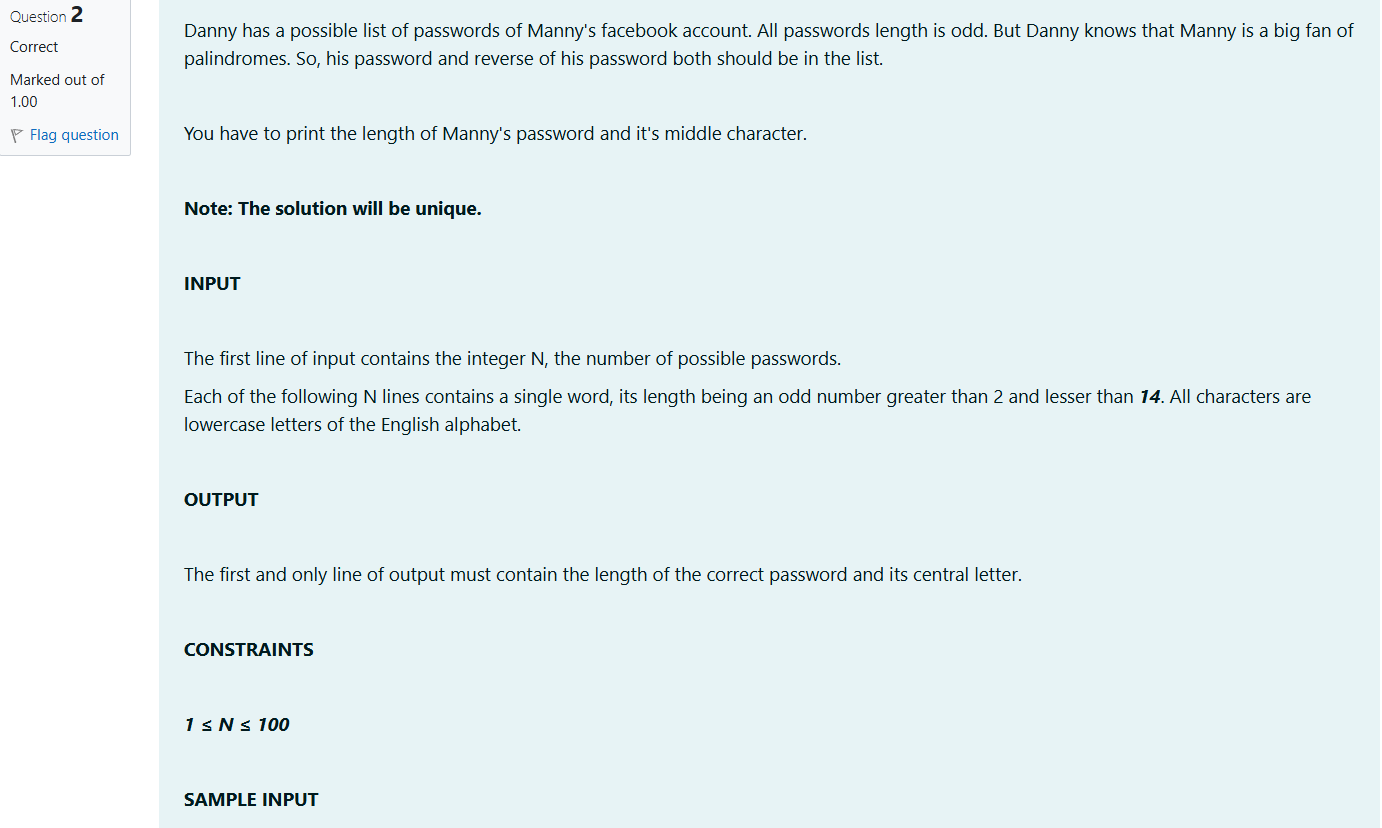 Question 2
Correct
Marked out of
1.00
Flag question
Danny has a possible list of passwords of Manny's facebook account. All passwords length is odd. But Danny knows that Manny is a big fan of
palindromes. So, his password and reverse of his password both should be in the list.
You have to print the length of Manny's password and it's middle character.
Note: The solution will be unique.
INPUT
The first line of input contains the integer N, the number of possible passwords.
Each of the following N lines contains a single word, its length being an odd number greater than 2 and lesser than 14. All characters are
lowercase letters of the English alphabet.
OUTPUT
The first and only line of output must contain the length of the correct password and its central letter.
CONSTRAINTS
1 ≤ N ≤ 100
SAMPLE INPUT